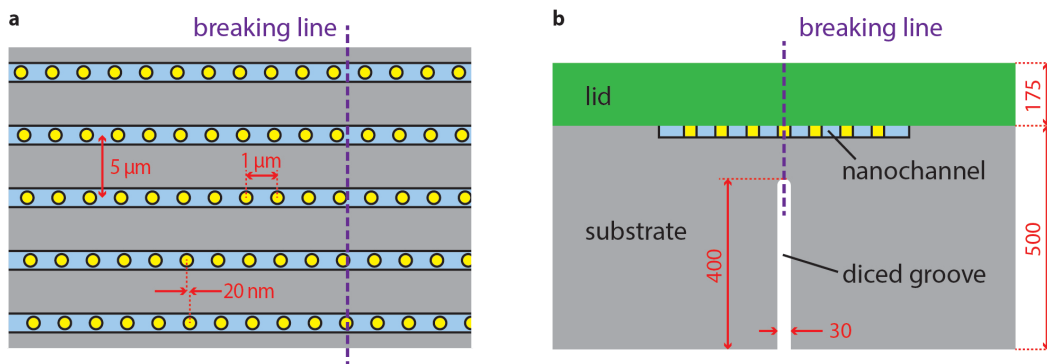 a
breaking line
5 µm
1 µm
20 nm
b
breaking line
lid
175
nanochannel
substrate
400
500
diced groove
30